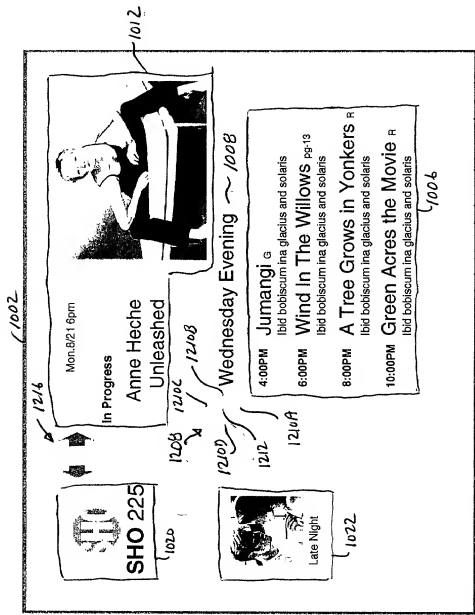 1002
1216
1012
Mon.8/21 6pm
In Progress
Anne Heche
Unleashed
SHO 225
1020
1208
1210C
1210B
1210D
1212
1210A
Wednesday Evening ~ 1008
4:00PM Jumangi G
Ibid bobiscum ina glacius and solaris
6:00PM Wind In The Willows pg-13
Ibid bobiscum ina glacius and solaris
8:00PM A Tree Grows in Yonkers R
Ibid bobiscum ina glacius and solaris
10:00PM Green Acres the Movie R
Ibid bobiscum ina glacius and solaris
1006
Late Night
1022